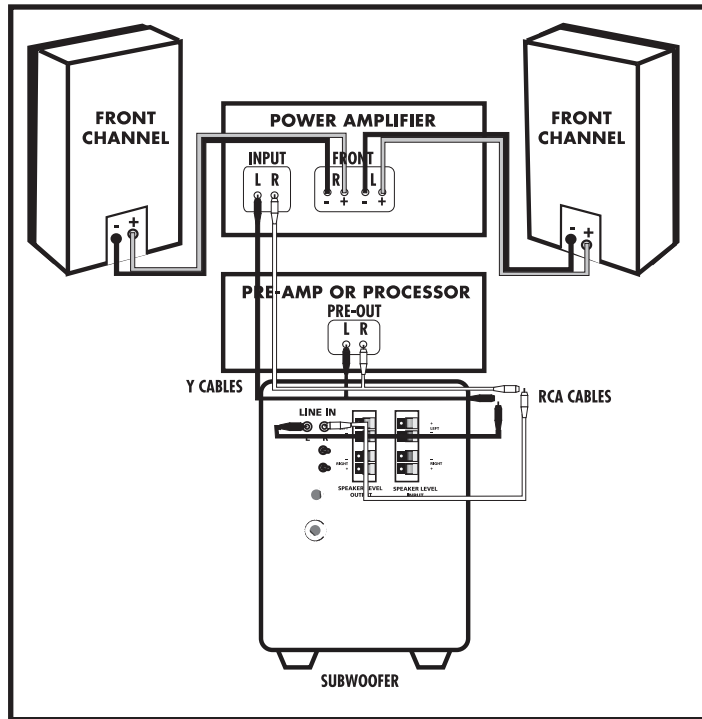 FRONT
CHANNEL
- +
POWER AMPLIFIER
INPUT
L R
FRONT
R L
- + - +
FRONT
CHANNEL
- +
PRE-AMP OR PROCESSOR
PRE-OUT
L R
Y CABLES
RCA CABLES
LINE IN
L R
-
- RIGHT +
SPEAKER LEVEL
OUTPUT
+ LEFT -
- RIGHT +
SPEAKER LEVEL
INPUT
SUBWOOFER